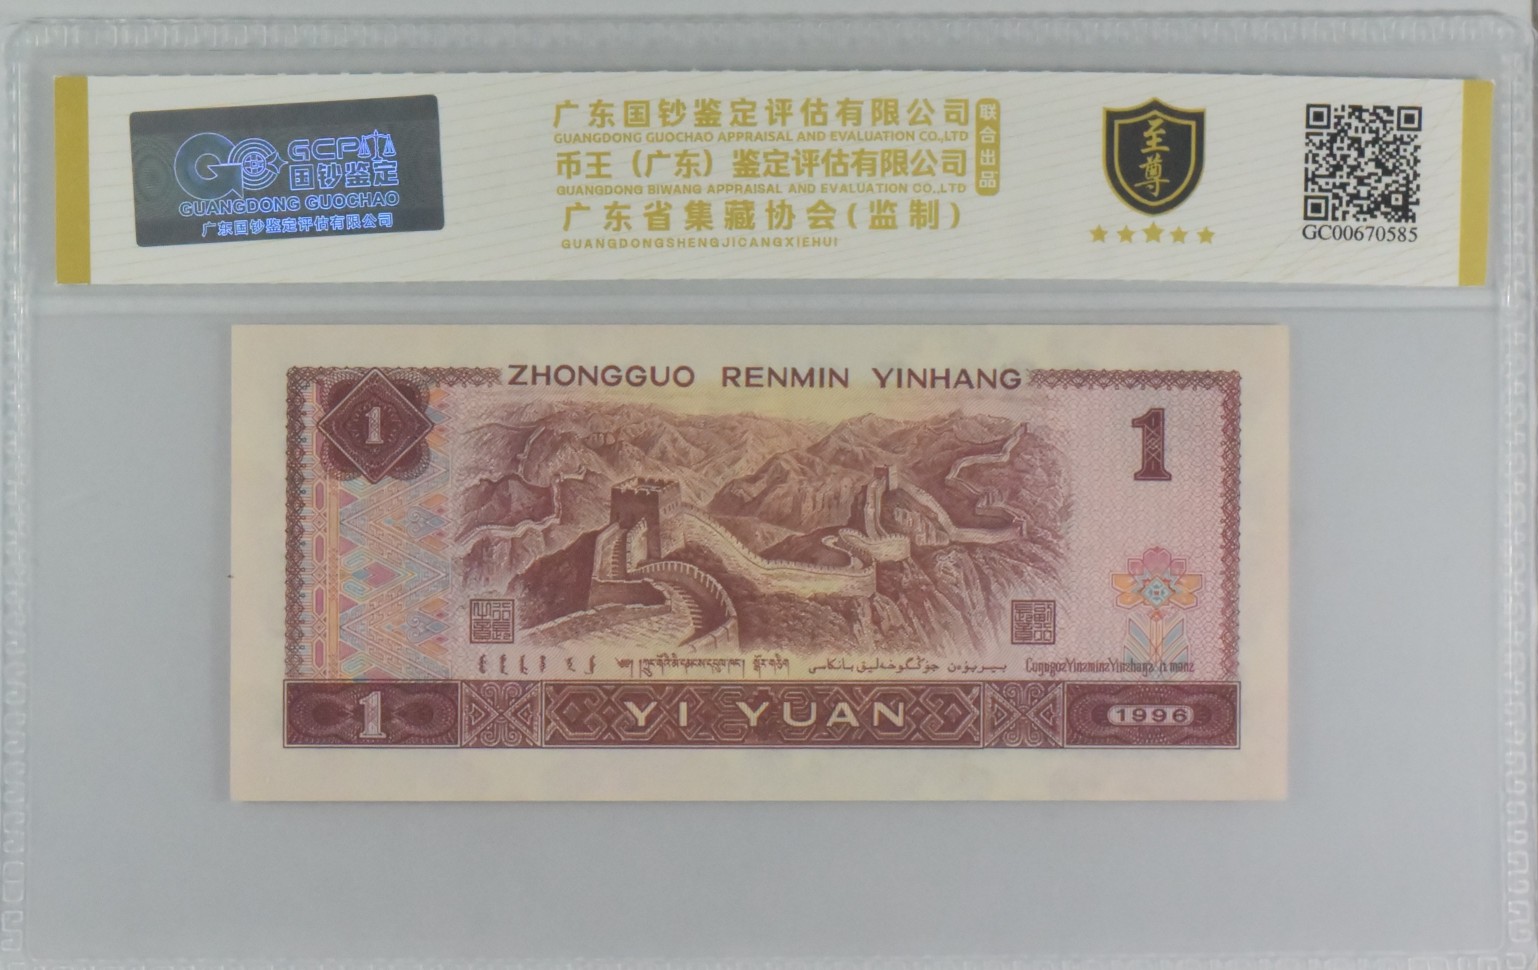 GCP
国钞鉴定
GUANGDONG GUOCHAO
广东国钞鉴定评估有限公司
广东国钞鉴定评估有限公司
GUANGDONG GUOCHAO APPRAISAL AND EVALUATION CO.,LTD
币王（广东）鉴定评估有限公司
GUANGDONG BIWANG APPRAISAL AND EVALUATION CO.,LTD
联合出品
广东省集藏协会(监制)
GUANGDONGSHENGJICANGXIEHUI
至尊
GC00670585
ZHONGGUO RENMIN YINHANG
1
1
1
YI YUAN
1996